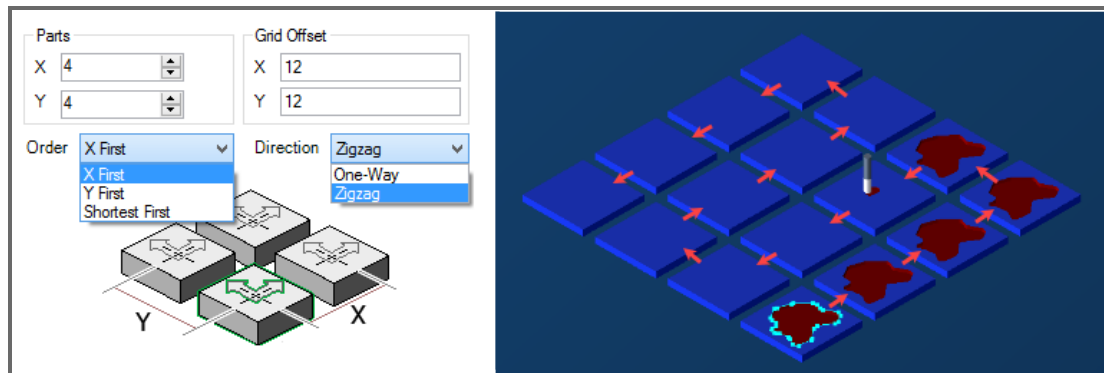 Parts
X 4
Y 4
Grid Offset
X 12
Y 12
Order X First
X First
Y First
Shortest First
Direction Zigzag
One-Way
Zigzag
Y X